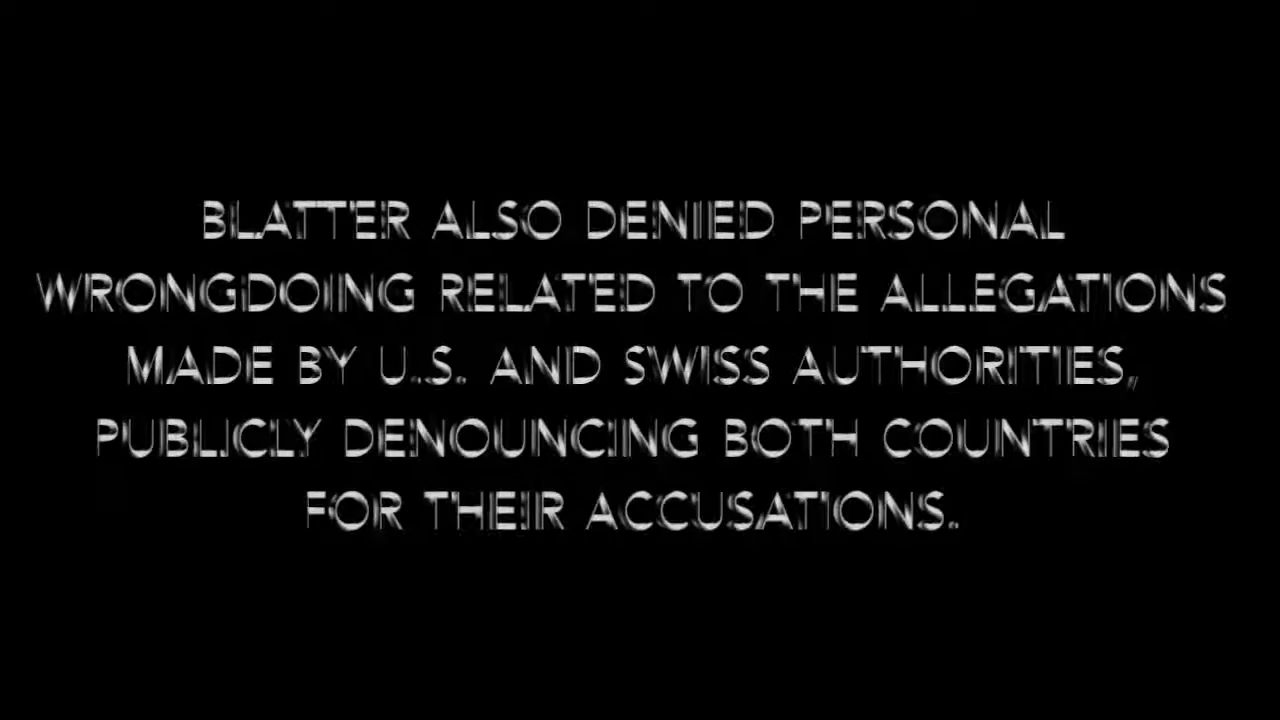 BLATTER ALSO DENIED PERSONAL
WRONGDOING RELATED TO THE ALLEGATIONS
MADE BY U.S. AND SWISS AUTHORITIES,
PUBLICLY DENOUNCING BOTH COUNTRIES
FOR THEIR ACCUSATIONS.